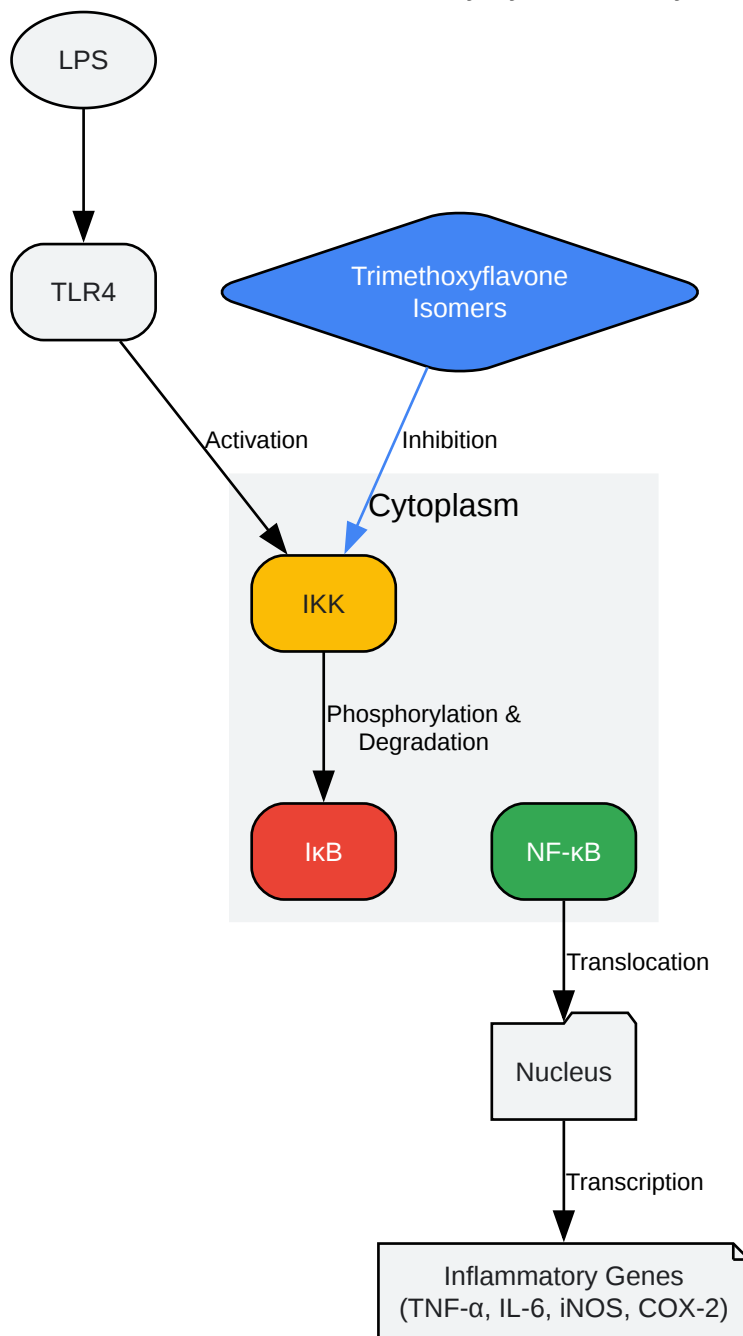 LPS
TLR4
Trimethoxyflavone
Isomers
Activation
Inhibition
Cytoplasm
IKK
Phosphorylation &
Degradation
IκB
NF-κB
Translocation
Nucleus
Transcription
Inflammatory Genes
(TNF-α, IL-6, iNOS, COX-2)